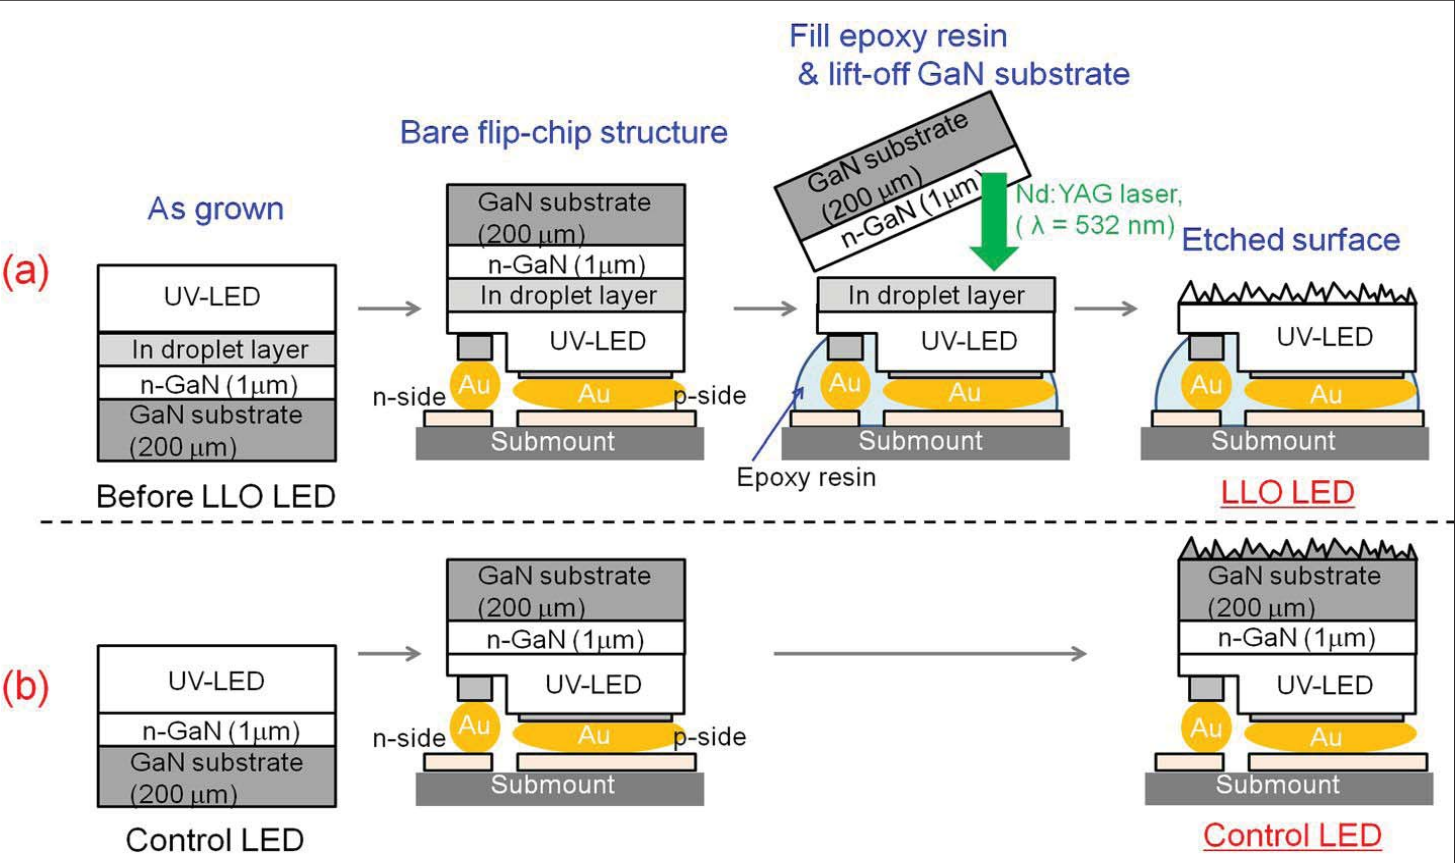 Fill epoxy resin
& lift-off GaN substrate
Bare flip-chip structure
As grown
Etched surface
(a)
UV-LED
In droplet layer
n-GaN (1μm)
GaN substrate
(200 μm)
Before LLO LED
GaN substrate
(200 μm)
n-GaN (1μm)
In droplet layer
UV-LED
n-side
Au
Au
p-side
Submount
GaN substrate
(200 μm)
n-GaN (1μm)
Nd:YAG laser,
( λ = 532 nm)
In droplet layer
UV-LED
Au
Au
Submount
Epoxy resin
UV-LED
Au
Au
Submount
LLO LED
(b)
UV-LED
n-GaN (1μm)
GaN substrate
(200 μm)
Control LED
GaN substrate
(200 μm)
n-GaN (1μm)
UV-LED
n-side
Au
Au
p-side
Submount
GaN substrate
(200 μm)
n-GaN (1μm)
UV-LED
Au
Au
Submount
Control LED